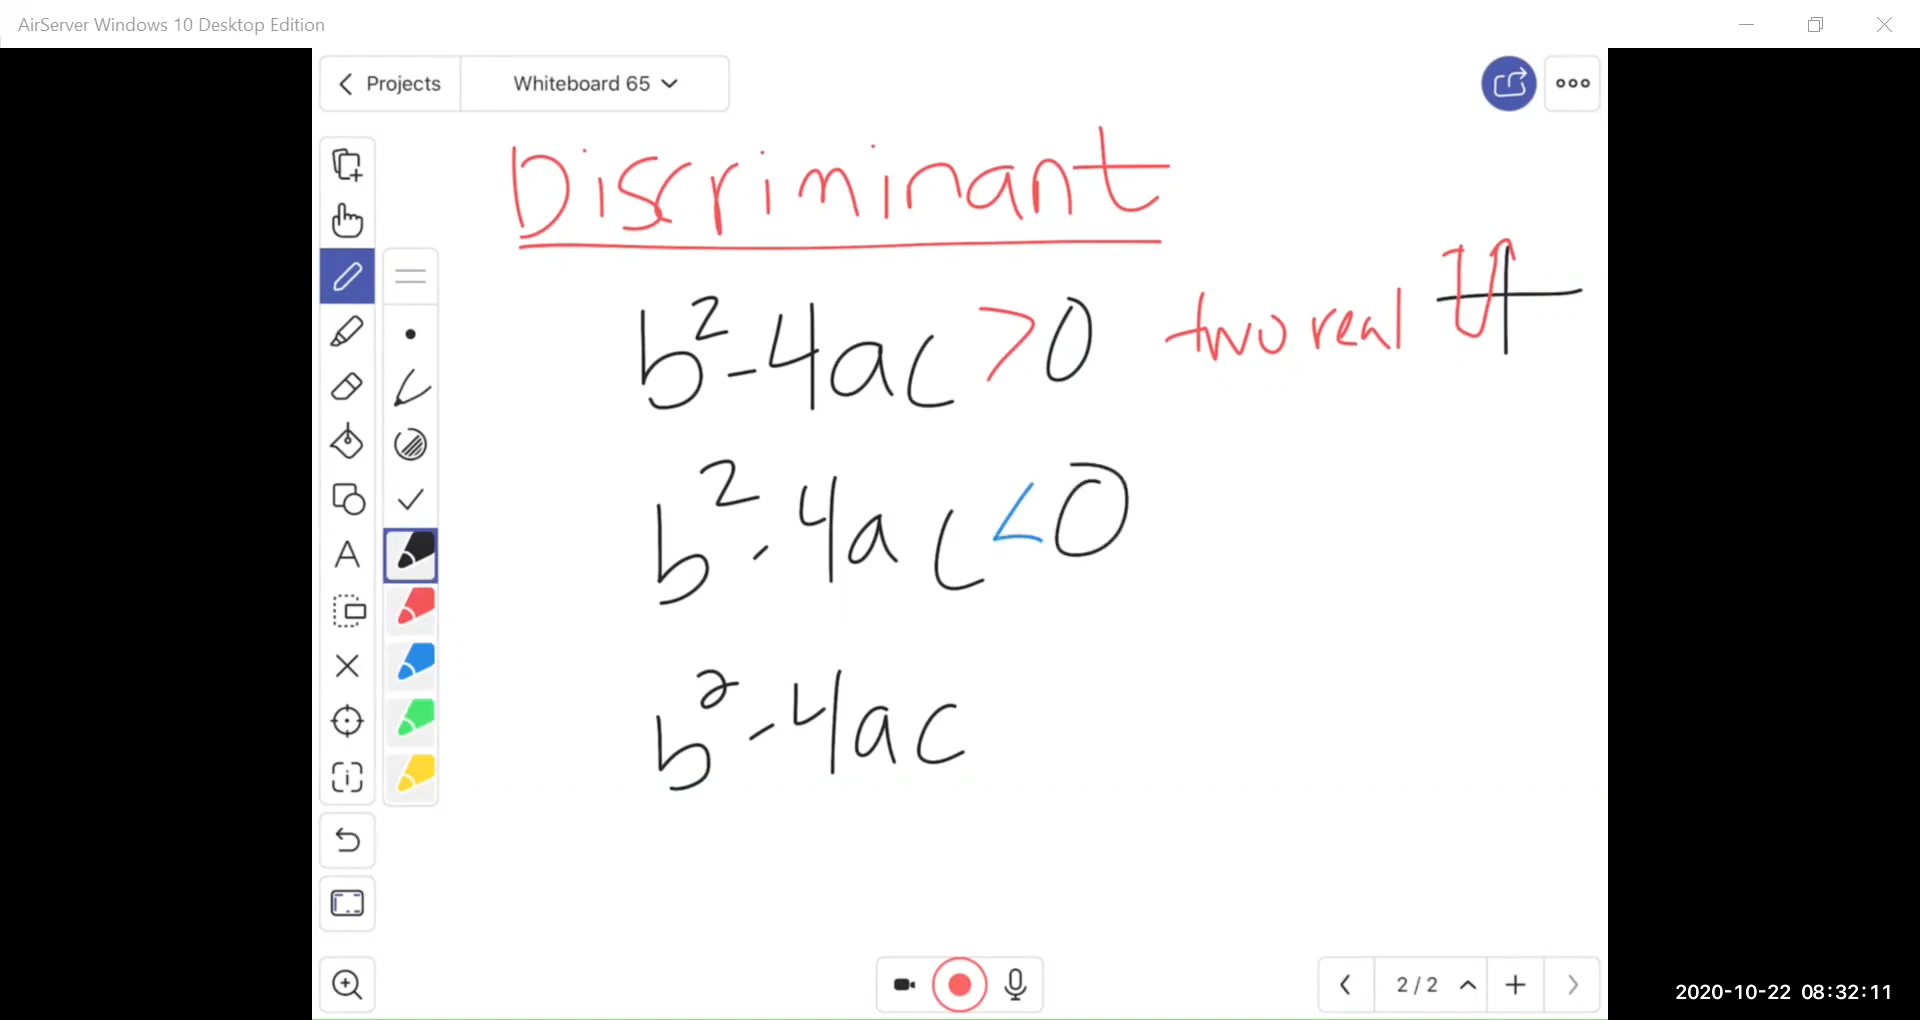 AirServer Windows 10 Desktop Edition
Projects
Whiteboard 65
Discriminant
b²-4ac>0 two real
b²-4ac<0
b²-4ac
A
2/2
2020-10-22 08:32:11